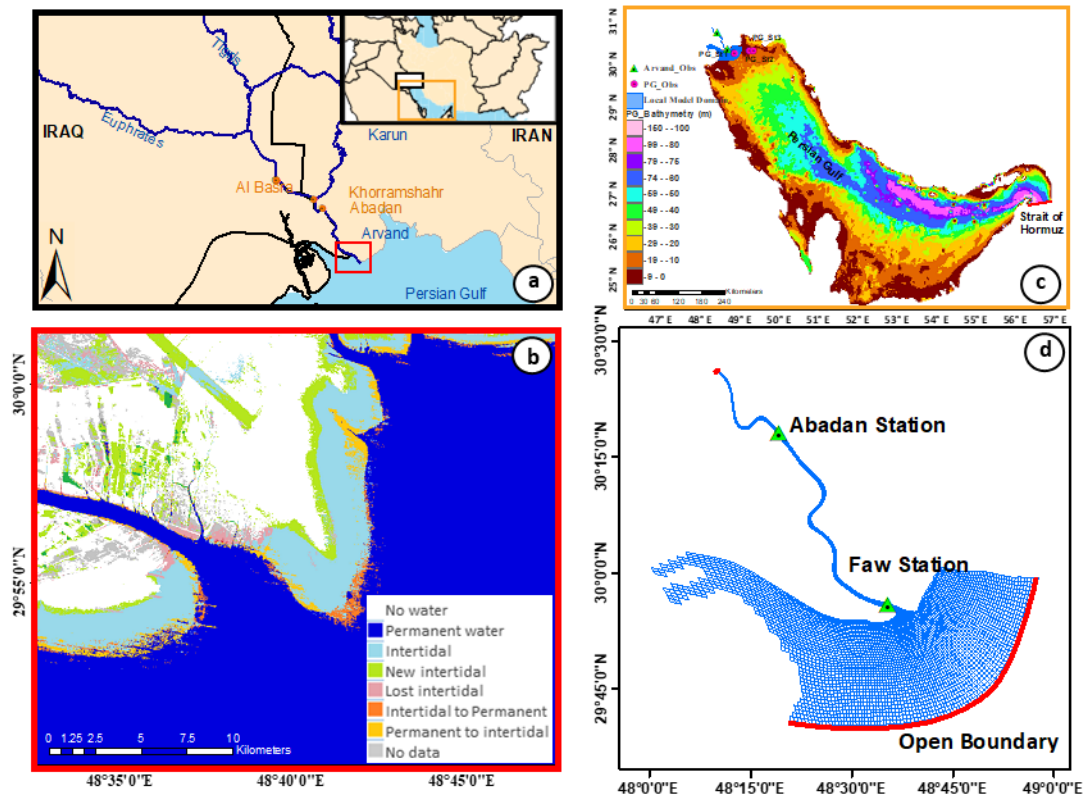 Tigris
Euphrates
IRAQ
Karun
IRAN
Al Basra
Khorramshahr
Abadan
Arvand
N
Persian Gulf
a
31° N
30° N
29° N
28° N
27° N
26° N
25° N
Arvand_Obs
PG_Obs
Local Model Domain
PG_Bathymetry (m)
-99 - -80
-79 - -75
-74 - -60
-59 - -50
-49 - -40
-39 - -30
-29 - -20
-19 - -10
-9 - 0
0 30 60 120 180 240
Kilometers
Persian Gulf
Strait of
Hormuz
c
47° E 48° E 49° E 50° E 52° E 53° E 54° E 55° E 56° E 57° E
b
30°0'0"N
29°55'0"N
No water
Permanent water
Intertidal
New intertidal
Lost intertidal
Intertidal to Permanent
Permanent to intertidal
No data
0 1.25 2.5 5 7.5 10
Kilometers
48°35'0"E 48°40'0"E 48°45'0"E
d
30°30'0"N
30°15'0"N
30°0'0"N
29°45'0"N
Abadan Station
Faw Station
Open Boundary
48°0'0"E 48°15'0"E 48°30'0"E 48°45'0"E 49°0'0"E